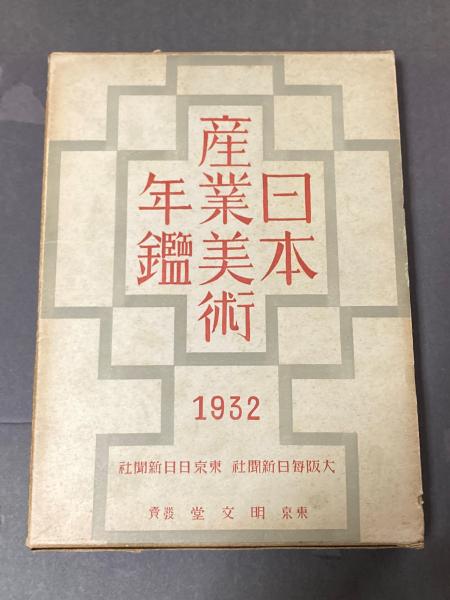 日本
産業美術
年鑑
1932
大阪每日新聞社 東京日日新聞社
東京 明文堂 發賣